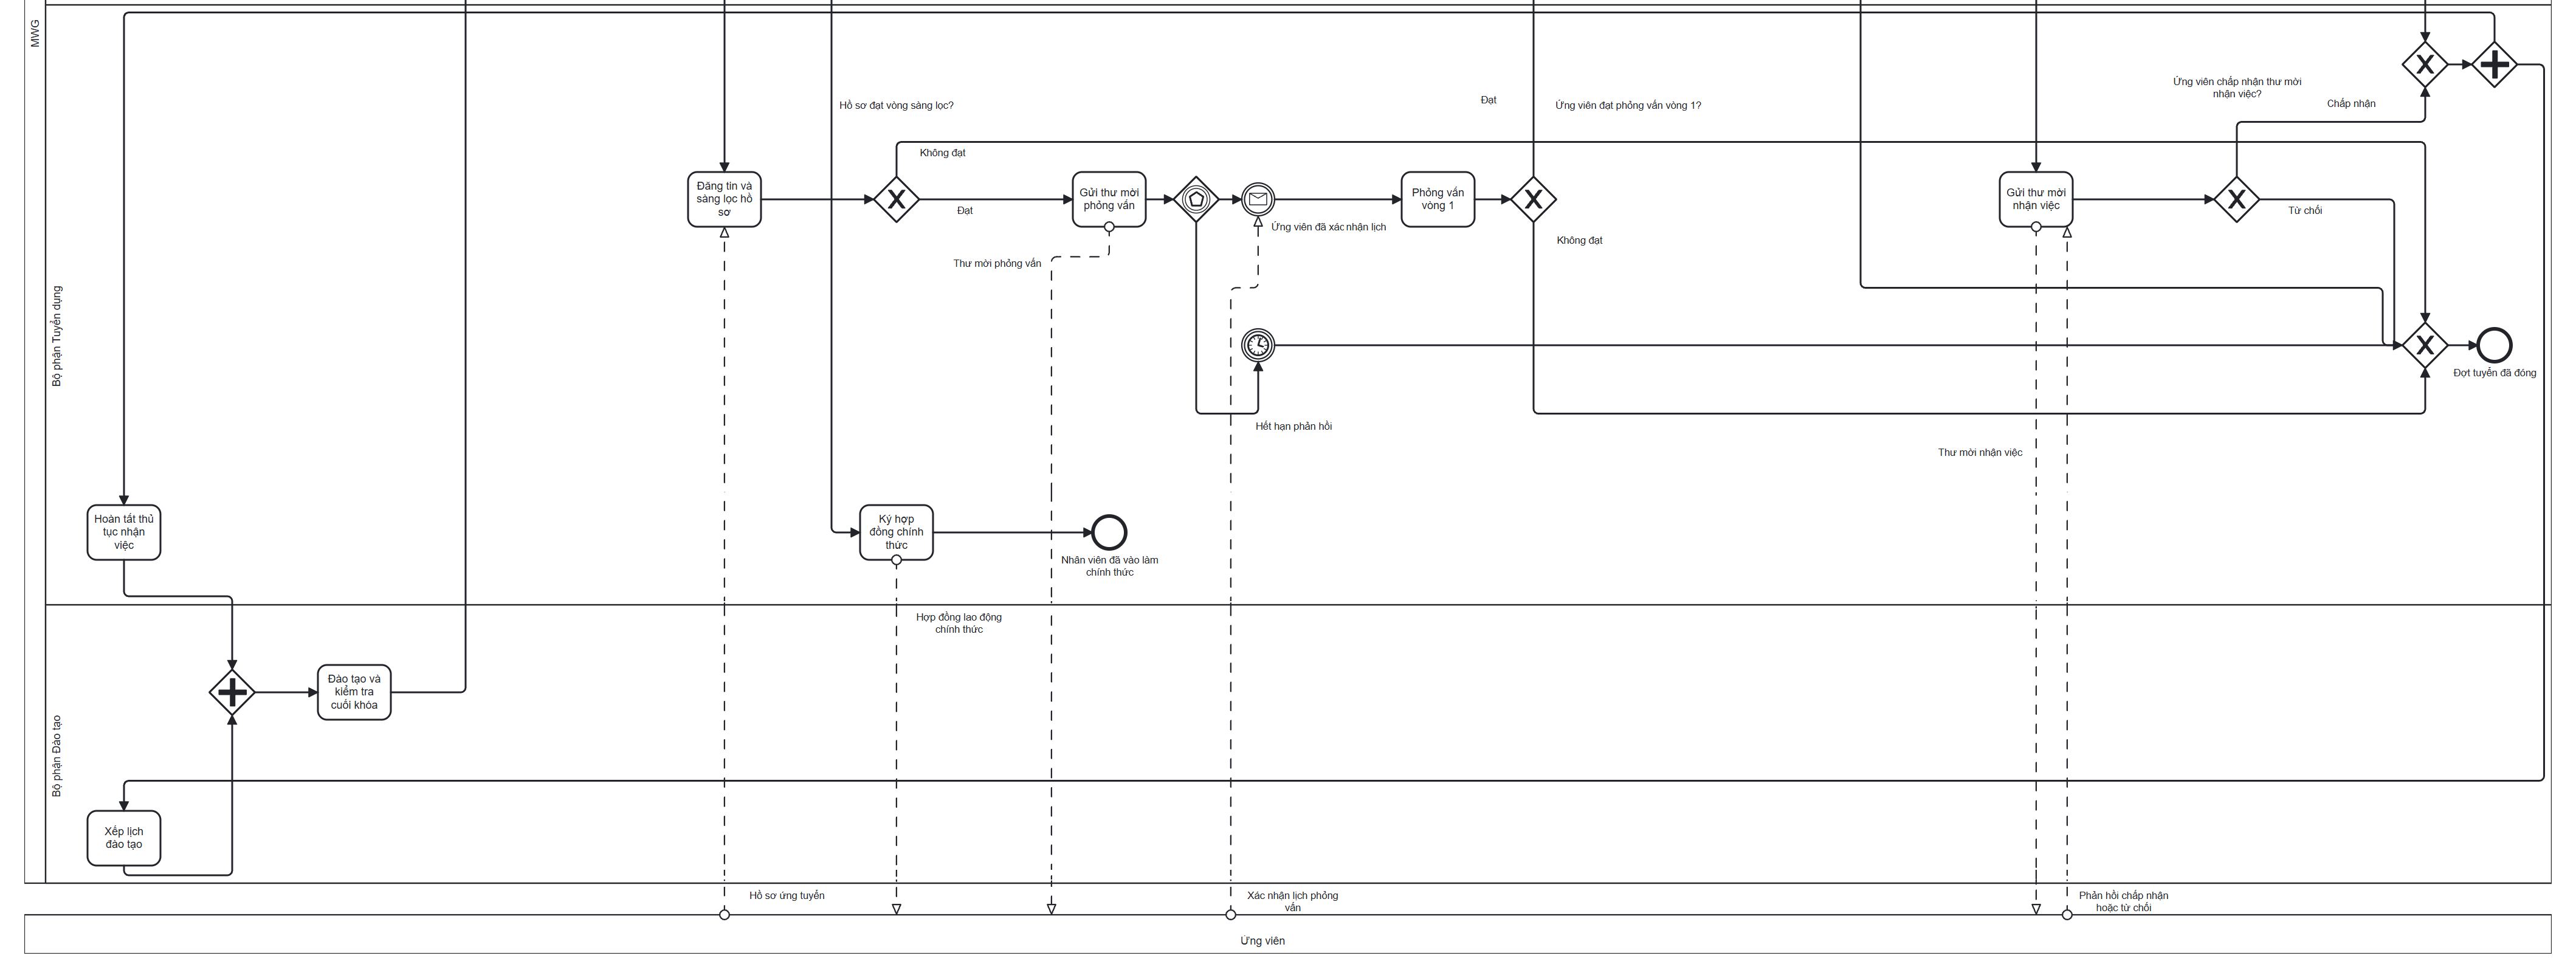 MWG
Bộ phận Tuyển dụng
Bộ phận Đào tạo
Ứng viên chấp nhận thư mời
nhận việc?
Chấp nhận
Hồ sơ đạt vòng sàng lọc?
Đạt
Ứng viên đạt phỏng vấn vòng 1?
Không đạt
Đăng tin và
sàng lọc hồ
sơ
Đạt
Gửi thư mời
phỏng vấn
Ứng viên đã xác nhận lịch
Phỏng vấn
vòng 1
Không đạt
Gửi thư mời
nhận việc
Từ chối
Thư mời phỏng vấn
Đợt tuyển đã đóng
Hết hạn phản hồi
Thư mời nhận việc
Hoàn tất thủ
tục nhận
việc
Ký hợp
đồng chính
thức
Nhân viên đã vào làm
chính thức
Hợp đồng lao động
chính thức
Đào tạo và
kiểm tra
cuối khóa
Xếp lịch
đào tạo
Hồ sơ ứng tuyển
Xác nhận lịch phỏng
vấn
Phản hồi chấp nhận
hoặc từ chối
Ứng viên